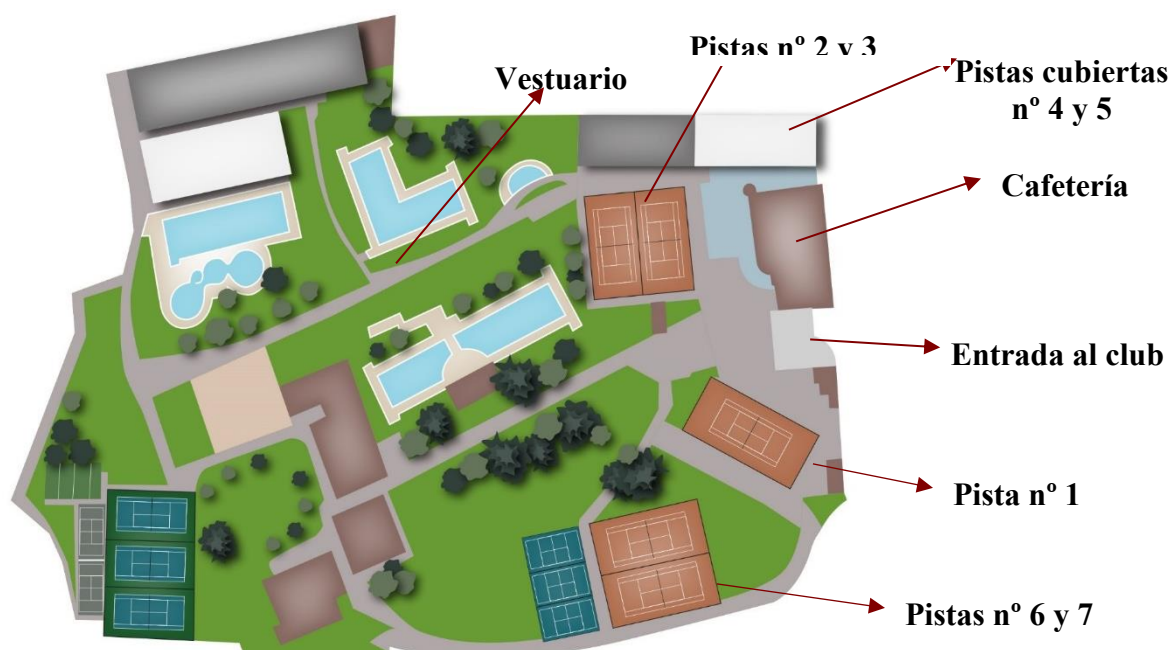 Pistas nº 2 y 3
Vestuario
Pistas cubiertas
nº 4 y 5
Cafetería
Entrada al club
Pista nº 1
Pistas nº 6 y 7